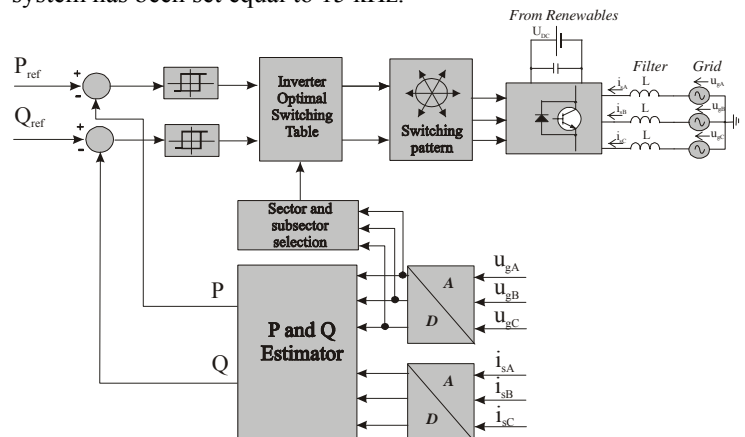 system has been set equal to 15 kHz.
From Renewables
U_DC
P_ref
+
-
Q_ref
+
-
Inverter
Optimal
Switching
Table
Switching
pattern
Filter
Grid
i_sA
L
u_gA
i_sB
L
u_gB
i_sC
L
u_gC
Sector and
subsector
selection
P
Q
P and Q
Estimator
A
D
u_gA
u_gB
u_gC
A
D
i_sA
i_sB
i_sC